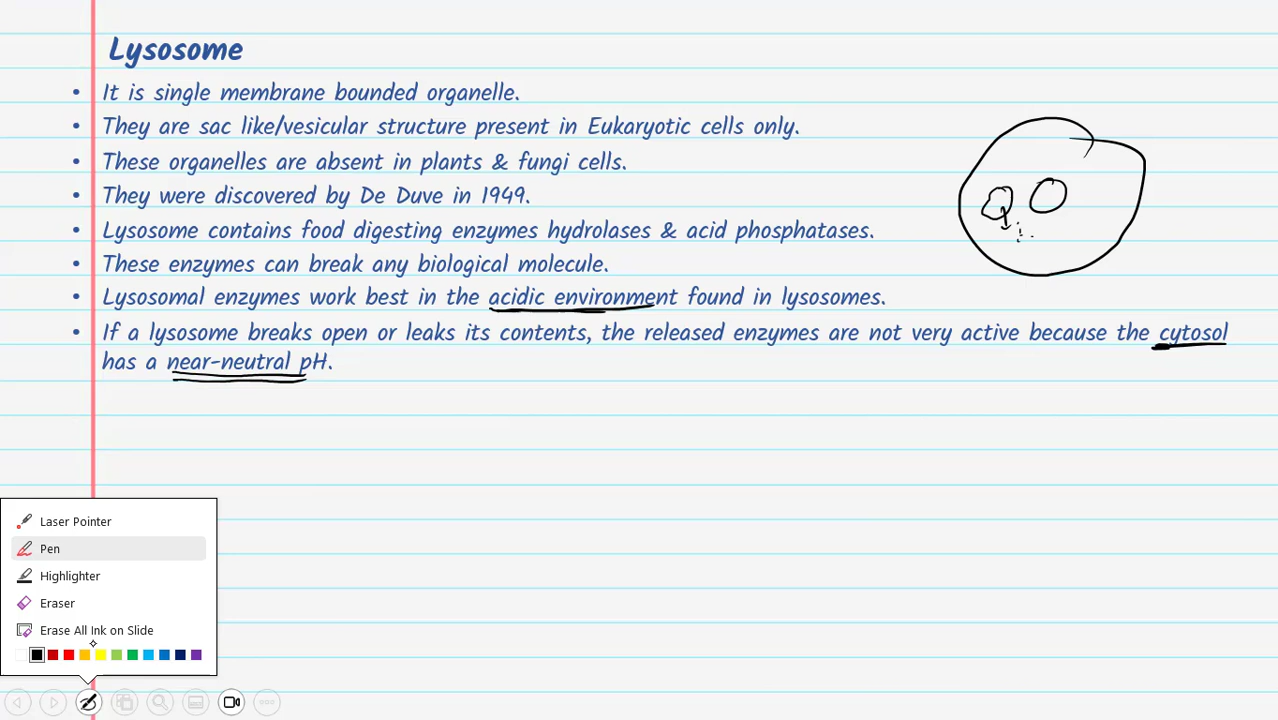 Lysosome
• It is single membrane bounded organelle.
• They are sac like/vesicular structure present in Eukaryotic cells only.
• These organelles are absent in plants & fungi cells.
• They were discovered by De Duve in 1949.
• Lysosome contains food digesting enzymes hydrolases & acid phosphatases.
• These enzymes can break any biological molecule.
• Lysosomal enzymes work best in the acidic environment found in lysosomes.
• If a lysosome breaks open or leaks its contents, the released enzymes are not very active because the cytosol
has a near-neutral pH.
Laser Pointer
Pen
Highlighter
Eraser
Erase All Ink on Slide